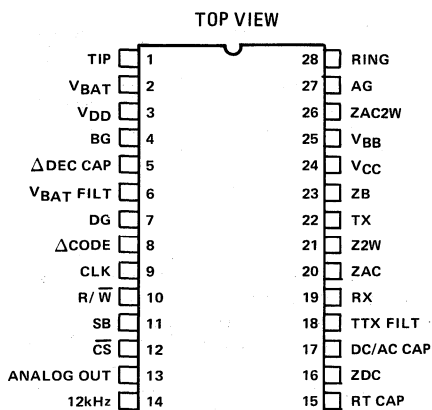 TOP VIEW
TIP 1 28 RING
VBAT 2 27 AG
VDD 3 26 ZAC2W
BG 4 25 VBB
ΔDEC CAP 5 24 VCC
VBAT FILT 6 23 ZB
DG 7 22 TX
ΔCODE 8 21 Z2W
CLK 9 20 ZAC
R/W̅ 10 19 RX
SB 11 18 TTX FILT
C̅S̅ 12 17 DC/AC CAP
ANALOG OUT 13 16 ZDC
12kHz 14 15 RT CAP